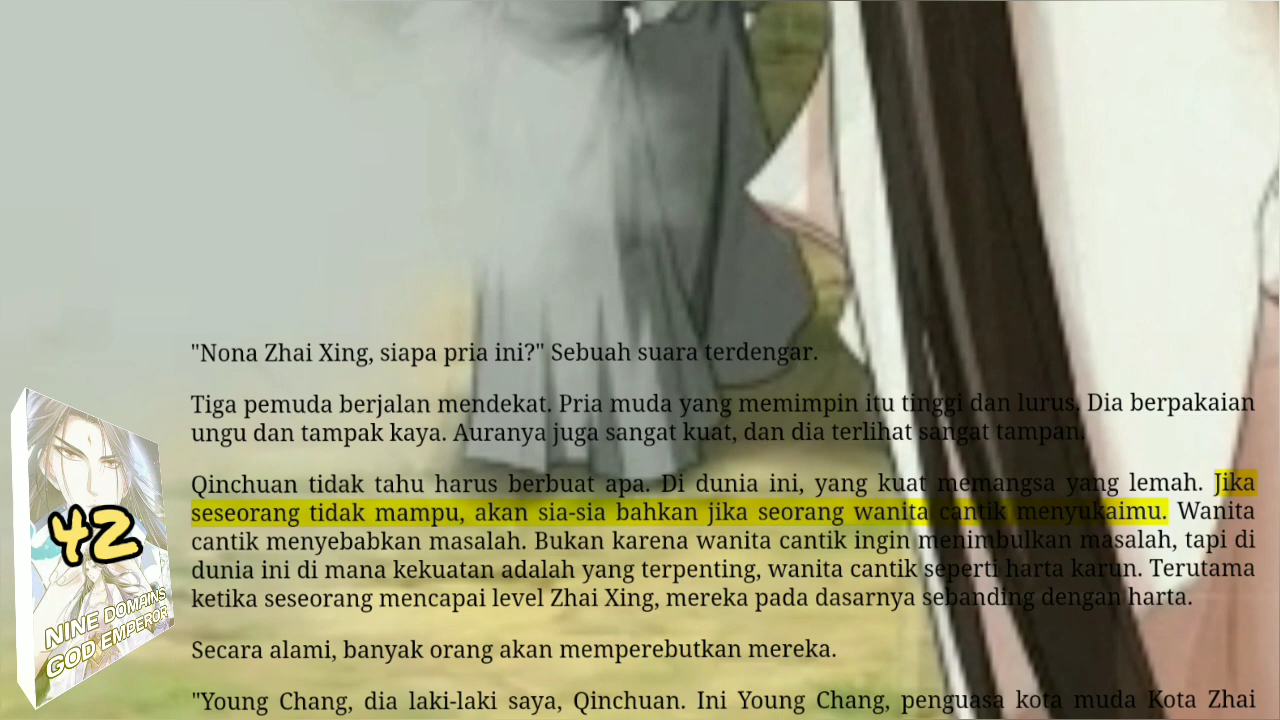 "Nona Zhai Xing, siapa pria ini?" Sebuah suara terdengar.
Tiga pemuda berjalan mendekat. Pria muda yang memimpin itu tinggi dan lurus. Dia berpakaian
ungu dan tampak kaya. Auranya juga sangat kuat, dan dia terlihat sangat tampan.
Qinchuan tidak tahu harus berbuat apa. Di dunia ini, yang kuat memangsa yang lemah. Jika
seseorang tidak mampu, akan sia-sia bahkan jika seorang wanita cantik menyukaimu. Wanita
cantik menyebabkan masalah. Bukan karena wanita cantik ingin menimbulkan masalah, tapi di
dunia ini di mana kekuatan adalah yang terpenting, wanita cantik seperti harta karun. Terutama
ketika seseorang mencapai level Zhai Xing, mereka pada dasarnya sebanding dengan harta.
Secara alami, banyak orang akan memperebutkan mereka.
"Young Chang, dia laki-laki saya, Qinchuan. Ini Young Chang, penguasa kota muda Kota Zhai
42
NINE DOMAINS
GOD EMPEROR